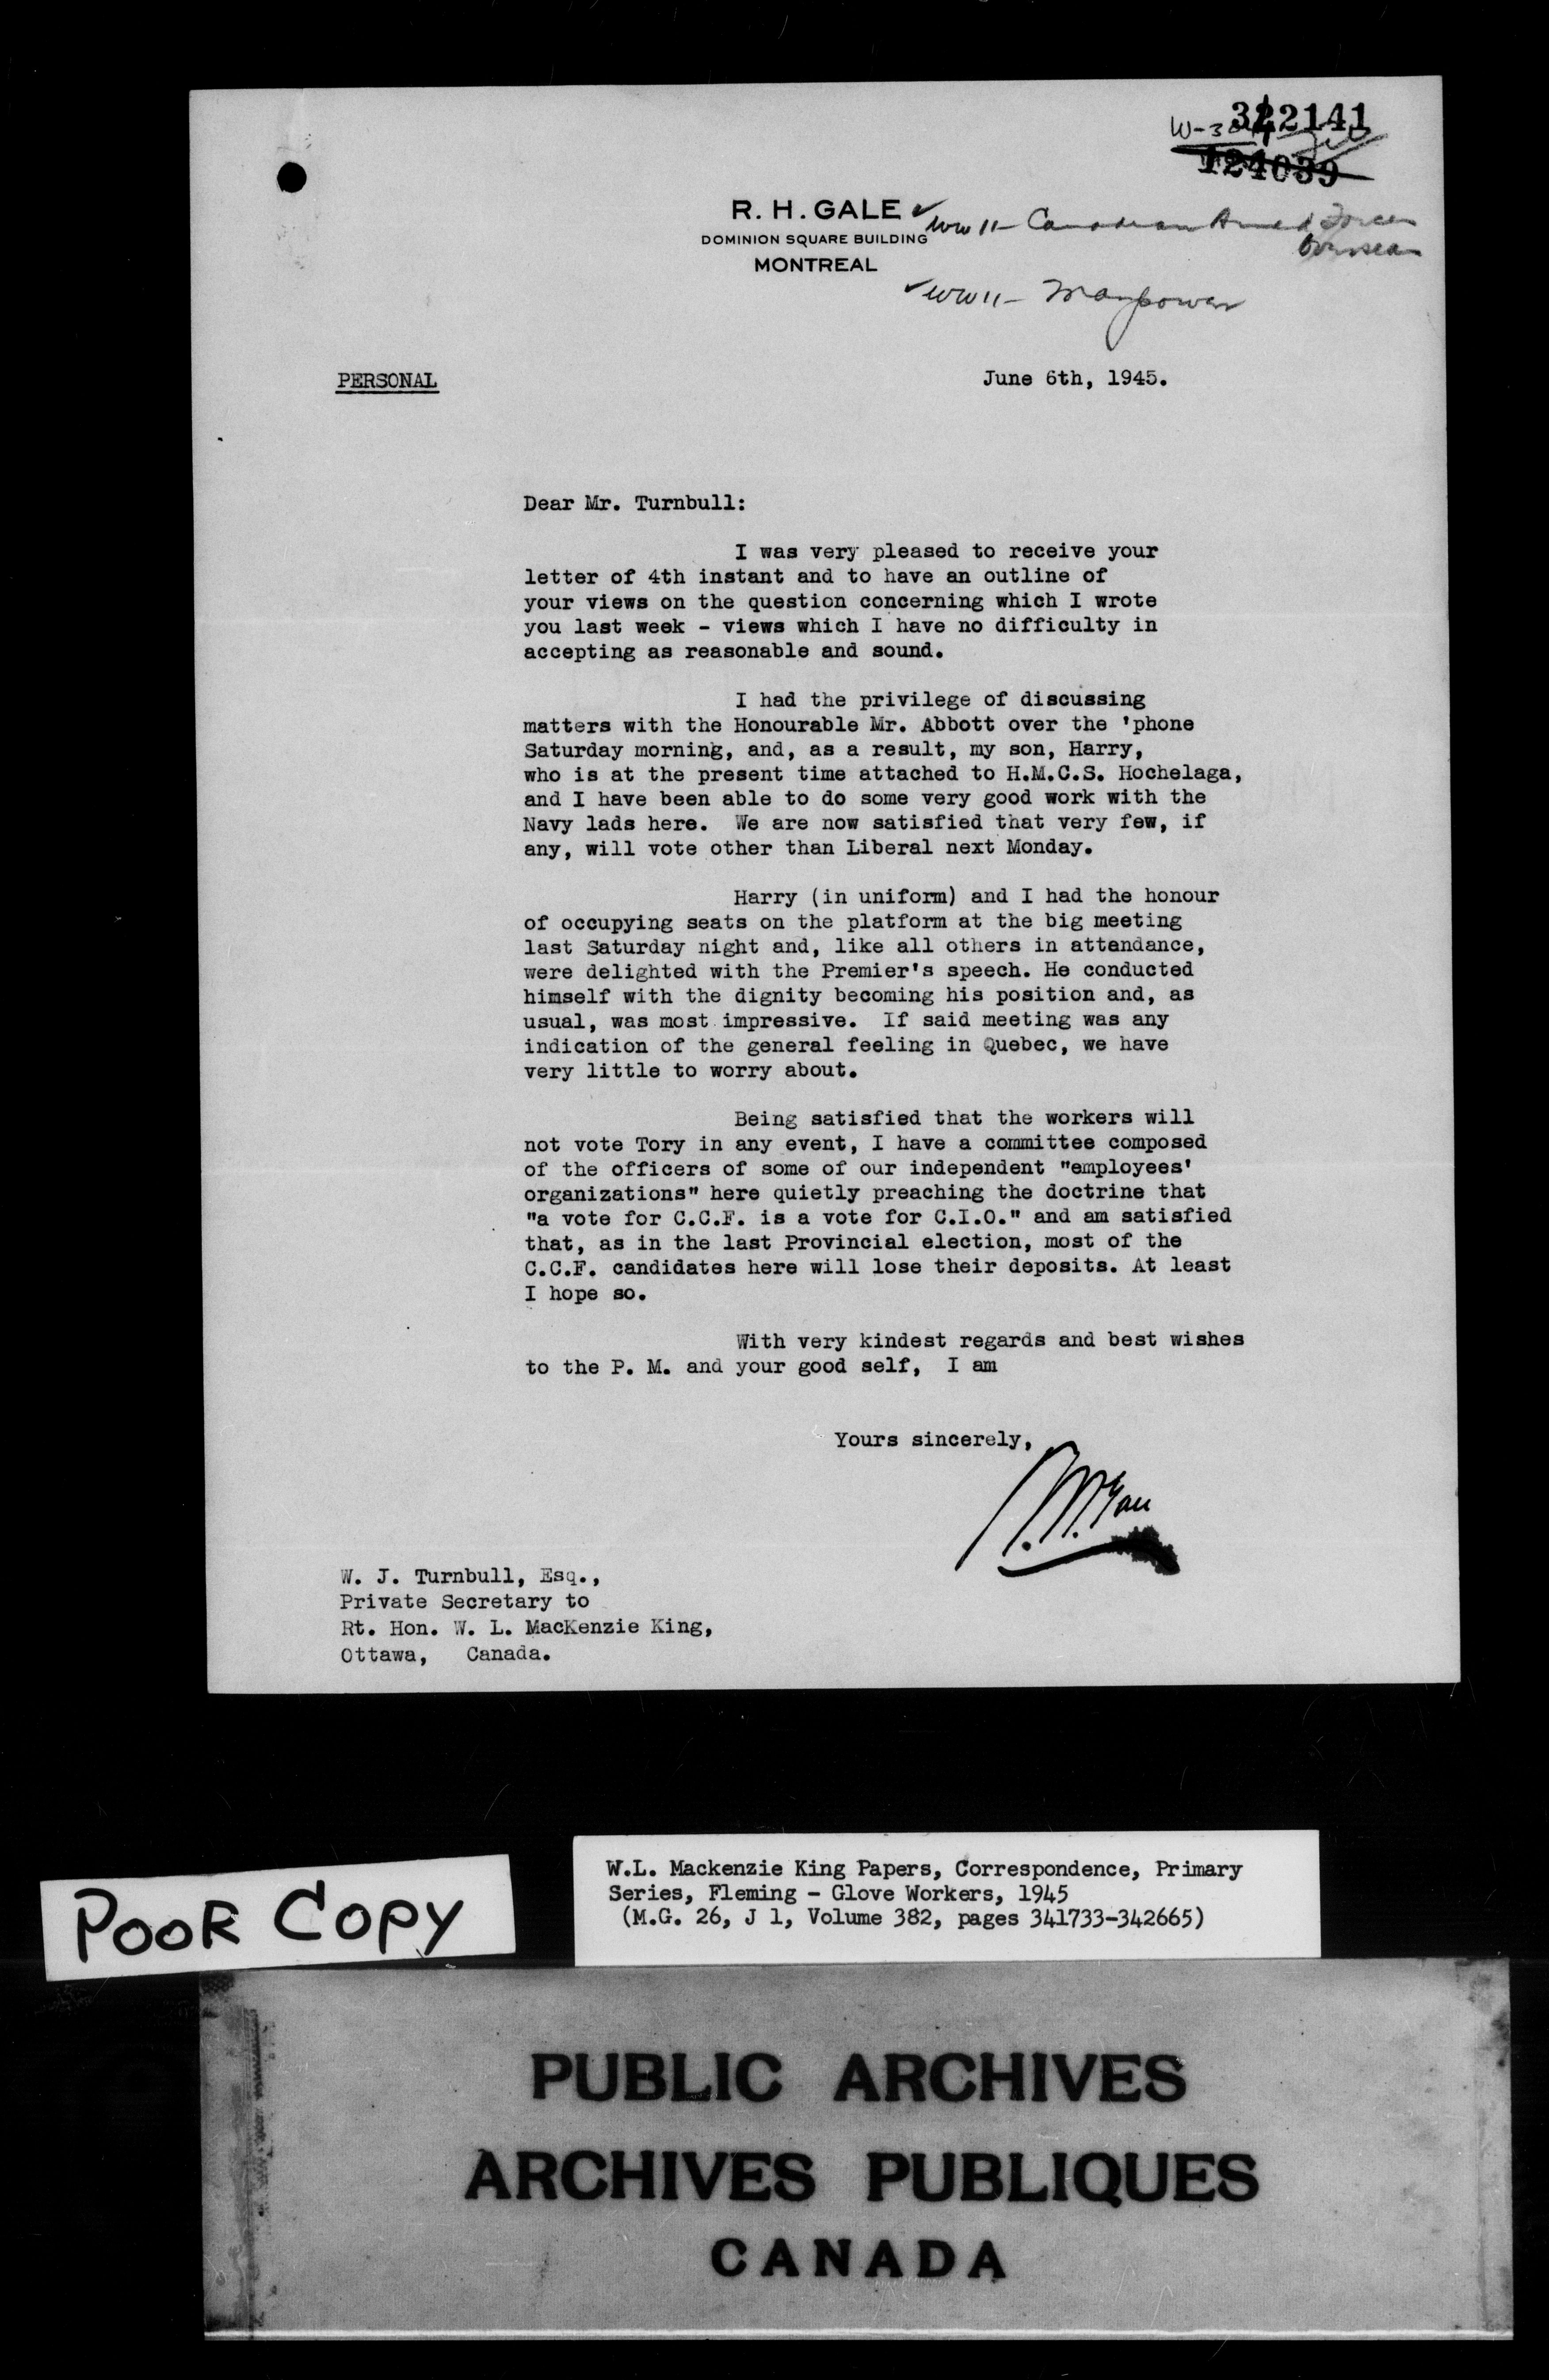 342141
W-304
124039
R. H. GALE
DOMINION SQUARE BUILDING
MONTREAL
✓ WW II - Canadian Armed Forces
Overseas
✓ WW II - Manpower
PERSONAL
June 6th, 1945.
Dear Mr. Turnbull:
I was very pleased to receive your
letter of 4th instant and to have an outline of
your views on the question concerning which I wrote
you last week - views which I have no difficulty in
accepting as reasonable and sound.
I had the privilege of discussing
matters with the Honourable Mr. Abbott over the 'phone
Saturday morning, and, as a result, my son, Harry,
who is at the present time attached to H.M.C.S. Hochelaga,
and I have been able to do some very good work with the
Navy lads here. We are now satisfied that very few, if
any, will vote other than Liberal next Monday.
Harry (in uniform) and I had the honour
of occupying seats on the platform at the big meeting
last Saturday night and, like all others in attendance,
were delighted with the Premier's speech. He conducted
himself with the dignity becoming his position and, as
usual, was most impressive. If said meeting was any
indication of the general feeling in Quebec, we have
very little to worry about.
Being satisfied that the workers will
not vote Tory in any event, I have a committee composed
of the officers of some of our independent "employees'
organizations" here quietly preaching the doctrine that
"a vote for C.C.F. is a vote for C.I.O." and am satisfied
that, as in the last Provincial election, most of the
C.C.F. candidates here will lose their deposits. At least
I hope so.
With very kindest regards and best wishes
to the P. M. and your good self, I am
Yours sincerely,
W. J. Turnbull, Esq.,
Private Secretary to
Rt. Hon. W. L. MacKenzie King,
Ottawa, Canada.
POOR COPY
W.L. Mackenzie King Papers, Correspondence, Primary
Series, Fleming - Glove Workers, 1945
(M.G. 26, J 1, Volume 382, pages 341733-342665)
PUBLIC ARCHIVES
ARCHIVES PUBLIQUES
CANADA